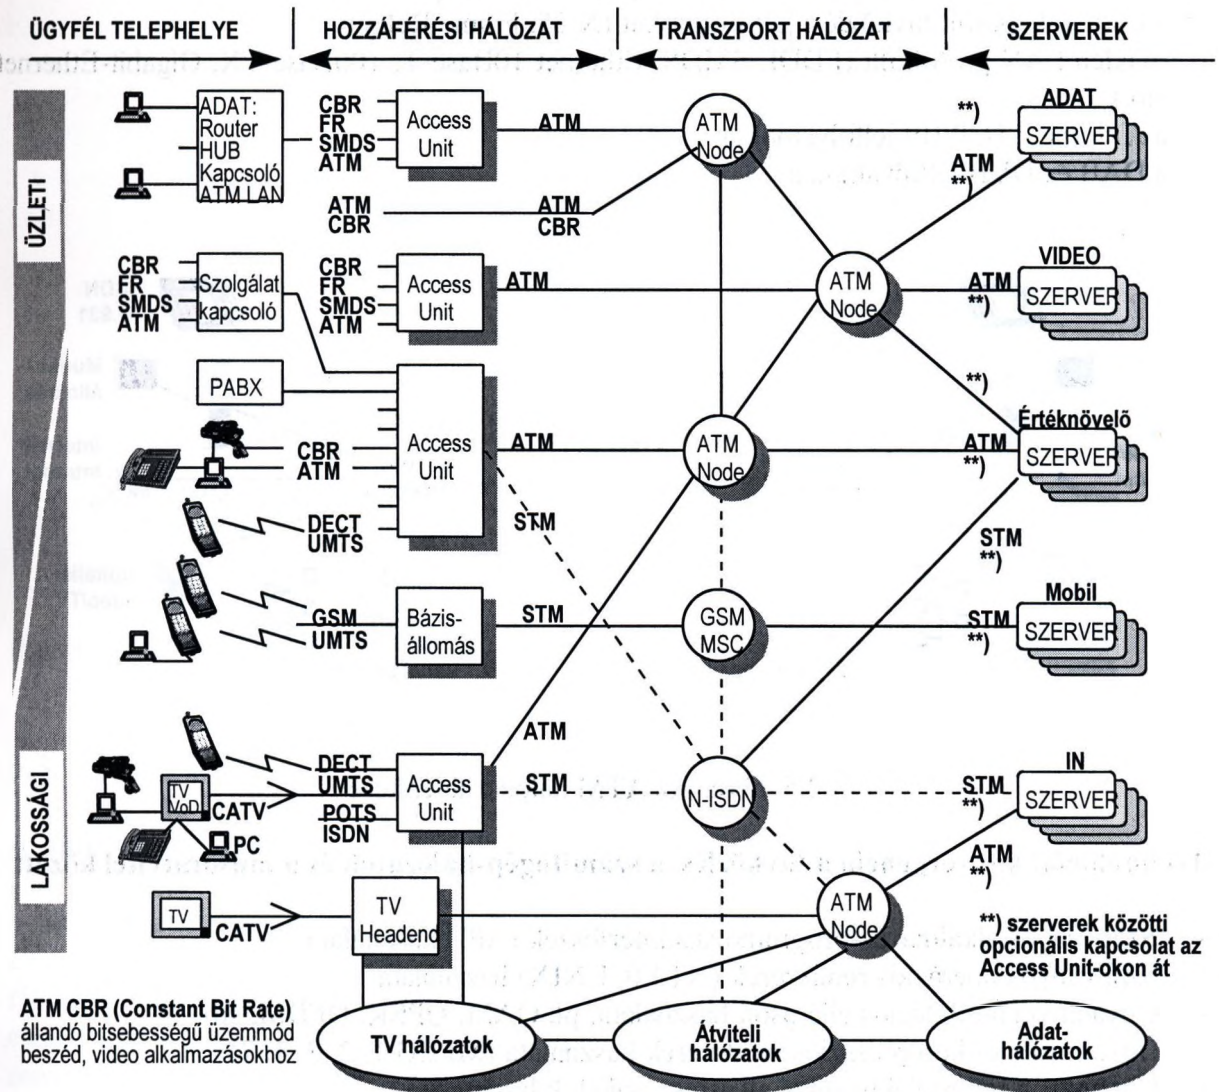 ÜGYFÉL TELEPHELYE
HOZZÁFÉRÉSI HÁLÓZAT
TRANSZPORT HÁLÓZAT
SZERVEREK
ÜZLETI
LAKOSSÁGI
ADAT:
Router
HUB
Kapcsoló
ATM LAN
CBR
FR
SMDS
ATM
Access
Unit
ATM
ATM
Node
**)
ADAT
SZERVER
ATM
**)
ATM
CBR
ATM
CBR
CBR
FR
SMDS
ATM
Szolgálat
kapcsoló
CBR
FR
SMDS
ATM
Access
Unit
ATM
ATM
Node
VIDEO
ATM
**)
SZERVER
PABX
CBR
ATM
Access
Unit
ATM
ATM
Node
**)
Értéknövelő
ATM
**)
SZERVER
DECT
UMTS
STM
STM
**)
GSM
UMTS
Bázis-
állomás
STM
GSM
MSC
Mobil
STM
**)
SZERVER
ATM
DECT
UMTS
POTS
ISDN
TV
VoD
CATV
PC
Access
Unit
STM
N-ISDN
IN
STM
**)
SZERVER
ATM
**)
TV
CATV
TV
Headend
ATM
Node
**) szerverek közötti
opcionális kapcsolat az
Access Unit-okon át
ATM CBR (Constant Bit Rate)
állandó bitsebességű üzemmód
beszéd, video alkalmazásokhoz
TV hálózatok
Átviteli
hálózatok
Adat-
hálózatok